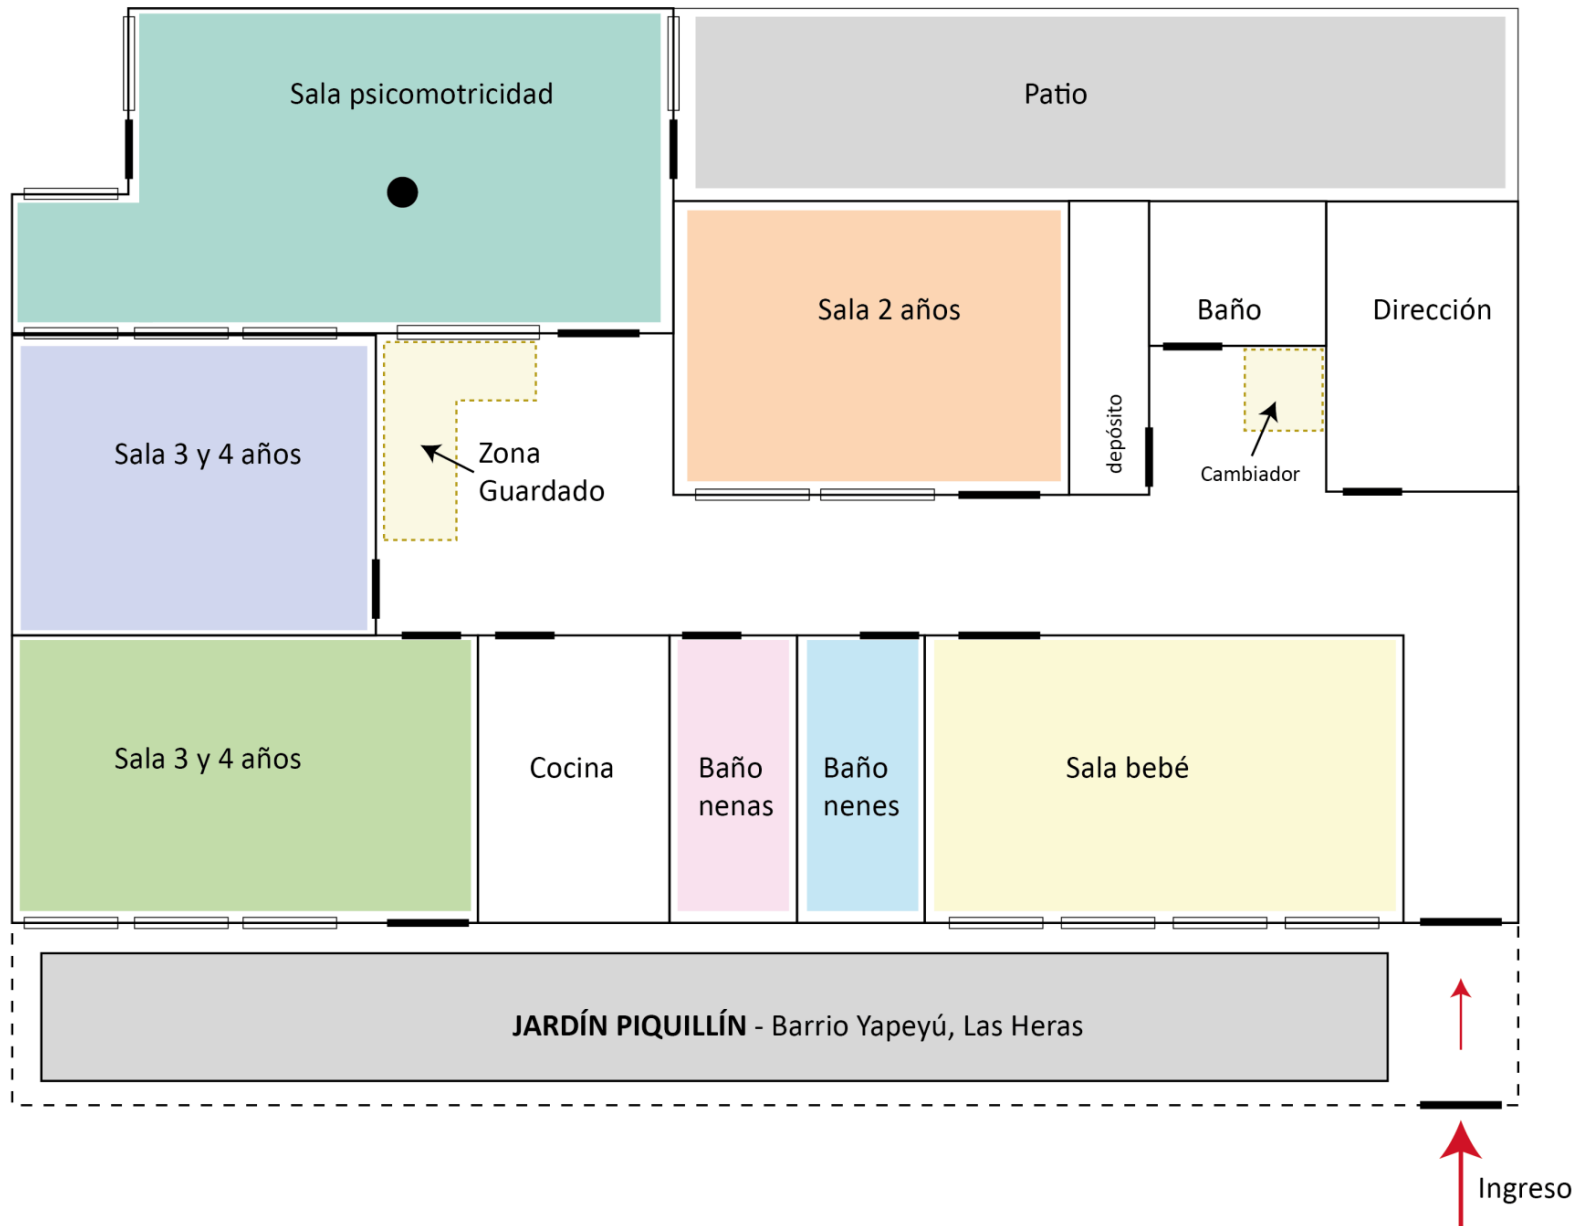 Sala psicomotricidad
Patio
Sala 2 años
Baño
Dirección
Sala 3 y 4 años
Zona
Guardado
depósito
Cambiador
Sala 3 y 4 años
Cocina
Baño
nenas
Baño
nenes
Sala bebé
JARDÍN PIQUILLÍN - Barrio Yapeyú, Las Heras
Ingreso